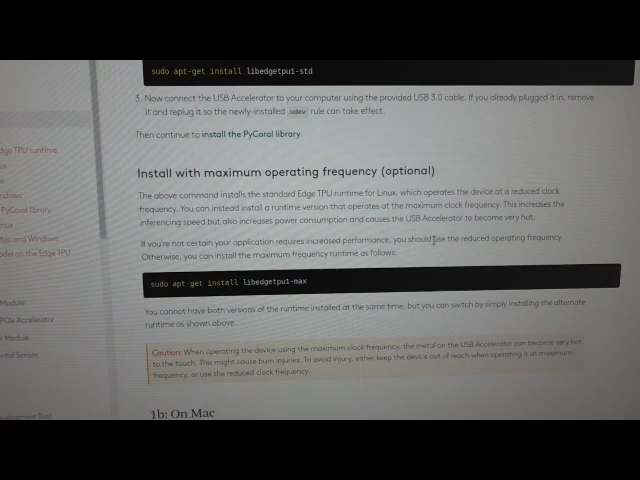 sudo apt-get install libedgetpu1-std
3. Now connect the USB Accelerator to your computer using the provided USB 3.0 cable. If you already plugged it in, remove
it and replug it so the newly-installed udev rule can take effect.
Then continue to install the PyCoral library.
dge TPU runtime
Install with maximum operating frequency (optional)
ndows
The above command installs the standard Edge TPU runtime for Linux, which operates the device at a reduced clock
PyCoral library
frequency. You can instead install a runtime version that operates at the maximum clock frequency. This increases the
inferencing speed but also increases power consumption and causes the USB Accelerator to become very hot.
Mac and Windows
odel on the Edge TPU
If you're not certain your application requires increased performance, you should use the reduced operating frequency.
Otherwise, you can install the maximum frequency runtime as follows:
sudo apt-get install libedgetpu1-max
Module
You cannot have both versions of the runtime installed at the same time, but you can switch by simply installing the alternate
runtime as shown above.
PCIe Accelerator
r Module
ental Sensor
Caution: When operating the device using the maximum clock frequency, the metal on the USB Accelerator can become very hot
to the touch. This might cause burn injuries. To avoid injury, either keep the device out of reach when operating it at maximum
frequency, or use the reduced clock frequency.
1b: On Mac
evelopment Tool